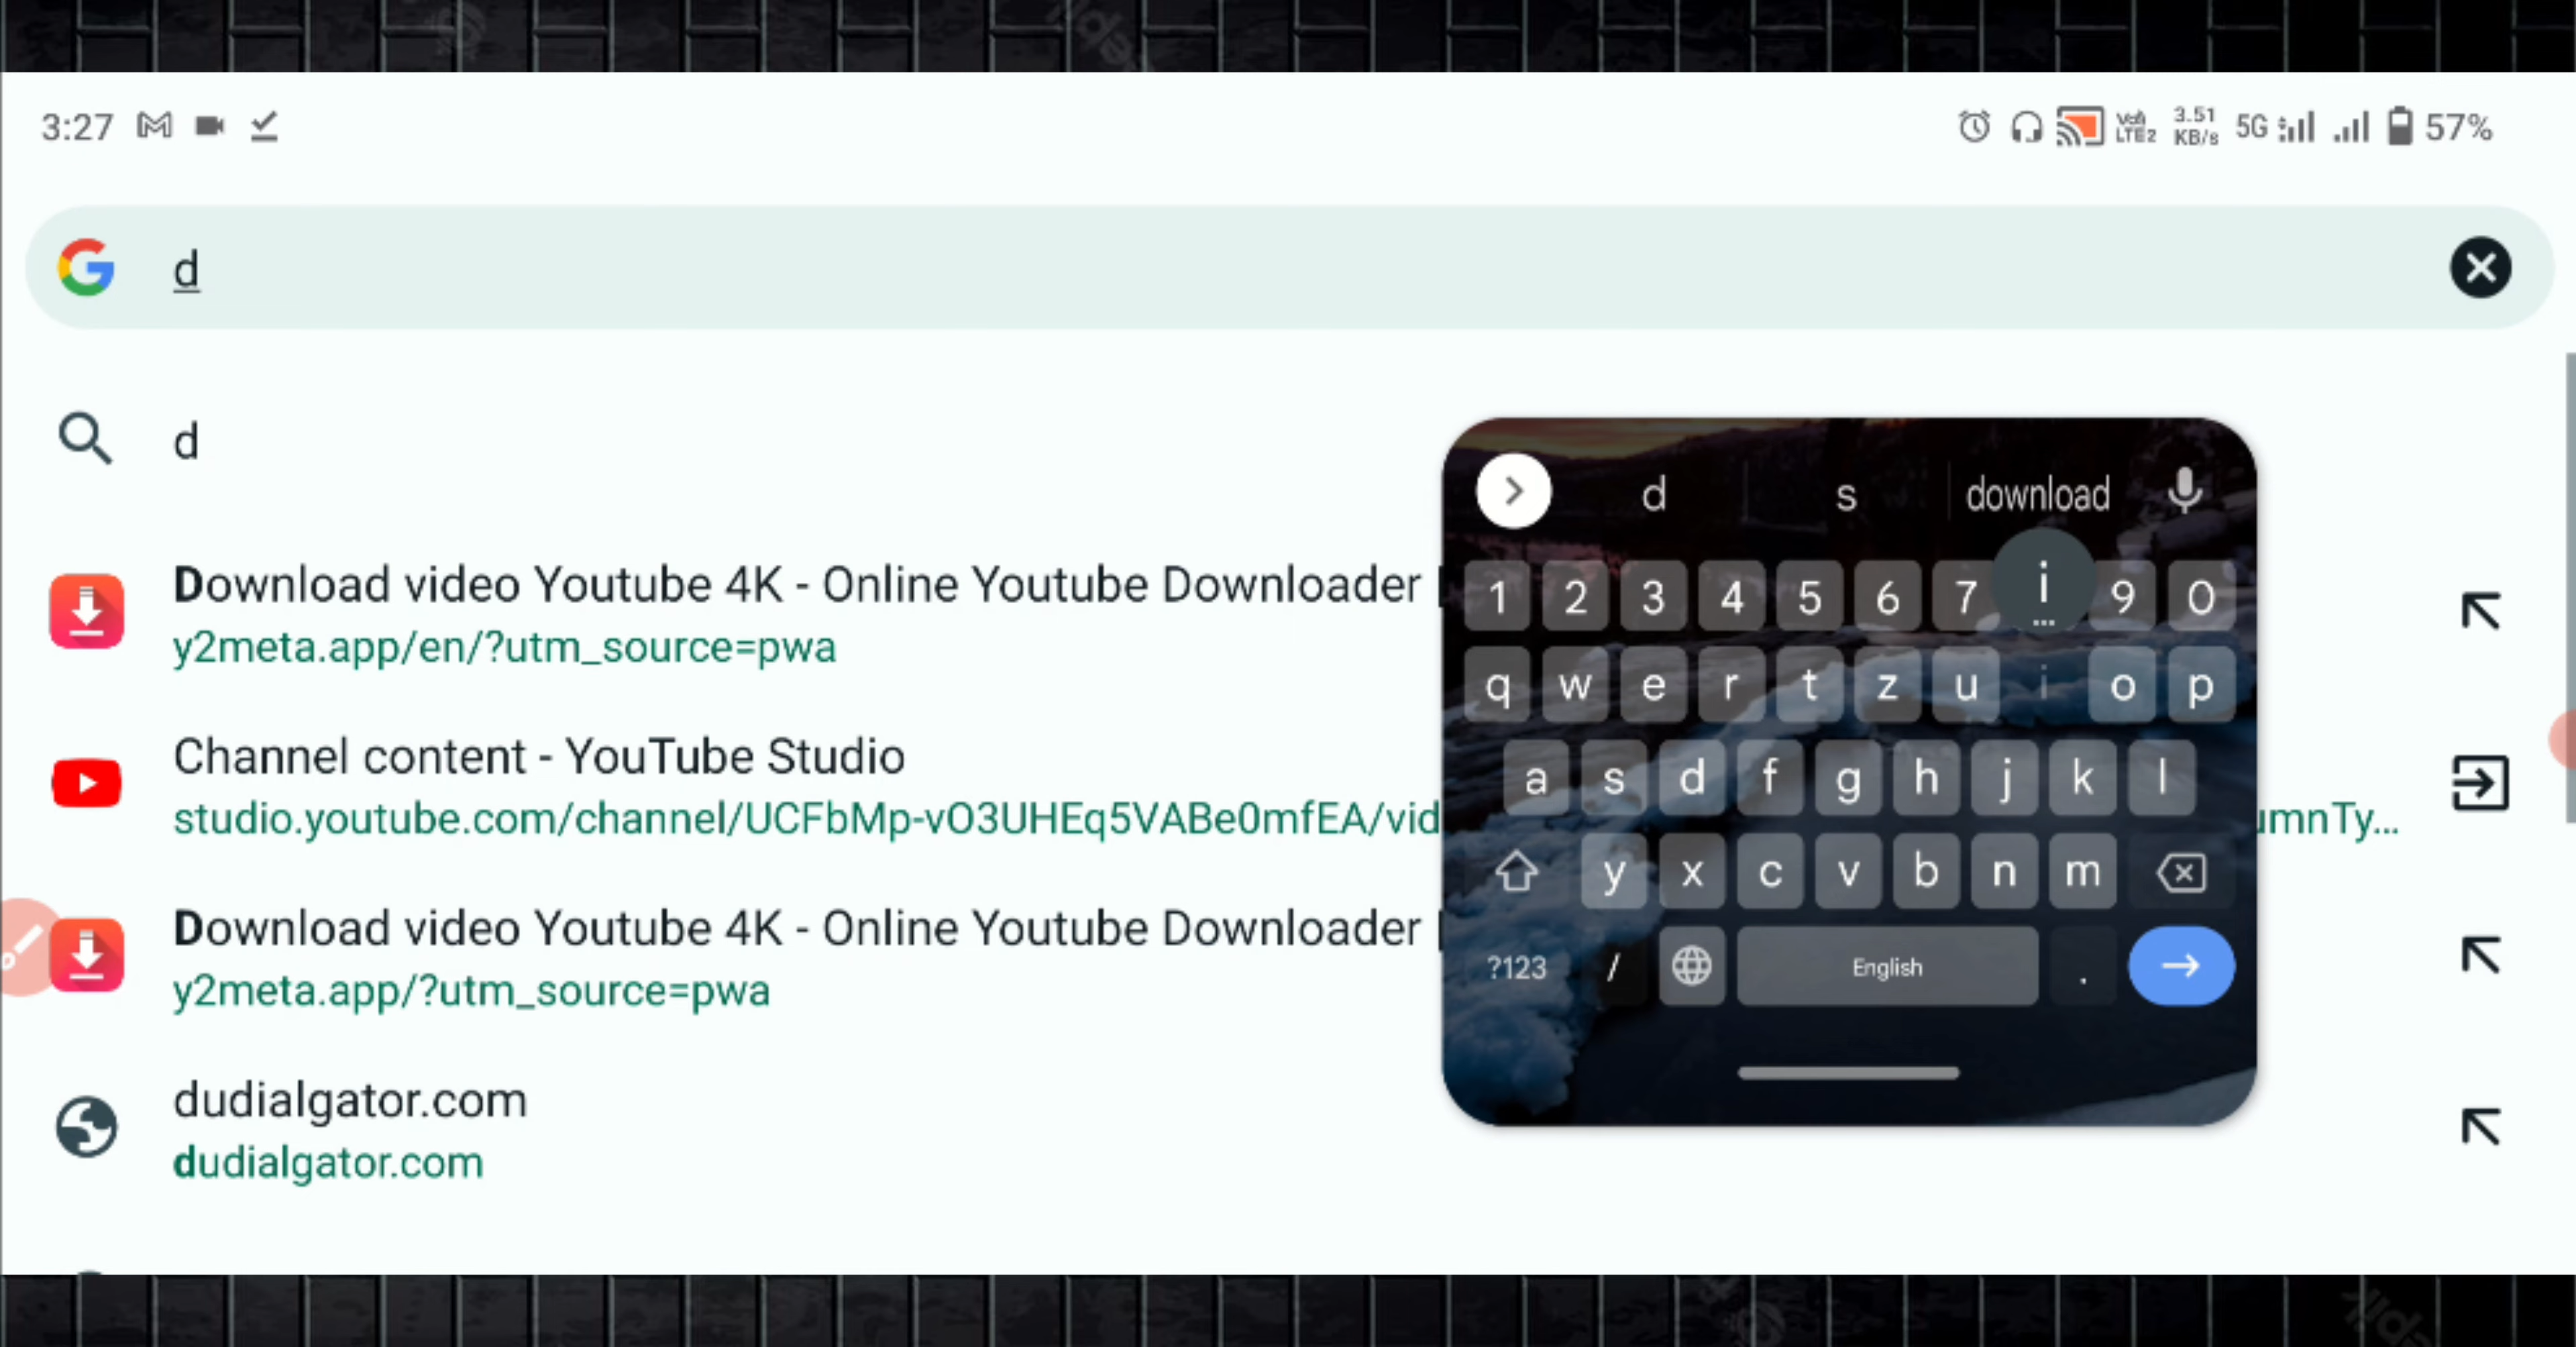 3:27 VoA LTE2 3.51 KB/s 5G 57%
d
d
Download video Youtube 4K - Online Youtube Downloader
y2meta.app/en/?utm_source=pwa
Channel content - YouTube Studio
studio.youtube.com/channel/UCFbMp-vO3UHEq5VABe0mfEA/vid umnTy...
Download video Youtube 4K - Online Youtube Downloader
y2meta.app/?utm_source=pwa
dudialgator.com
dudialgator.com
d s download
1 2 3 4 5 6 7 i 9 0
q w e r t z u i o p
a s d f g h j k l
y x c v b n m
?123 / English .